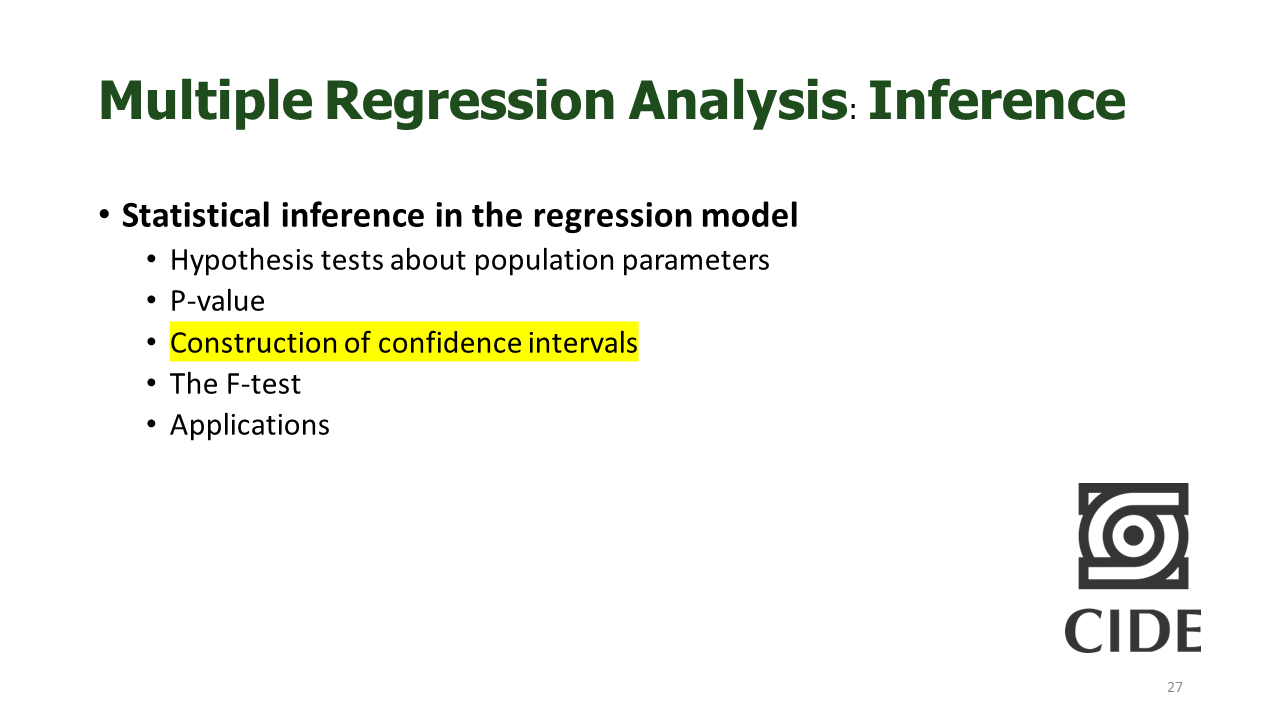 Multiple Regression Analysis: Inference
• Statistical inference in the regression model
• Hypothesis tests about population parameters
• P-value
• Construction of confidence intervals
• The F-test
• Applications
CIDE
27